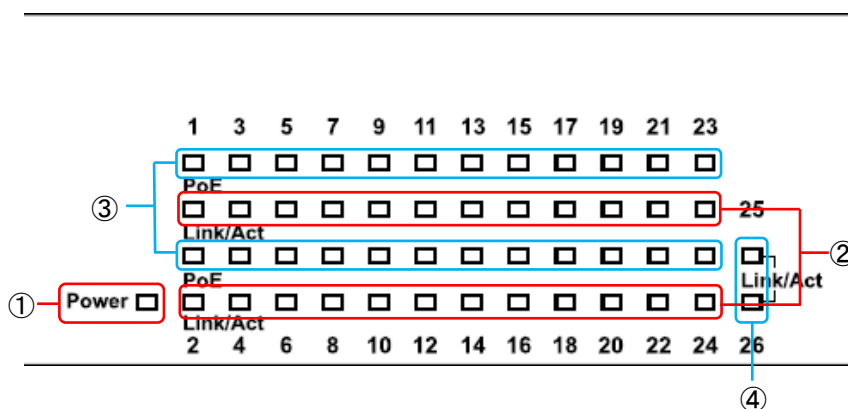 1 3 5 7 9 11 13 15 17 19 21 23
PoE
③
25
Link/Act
②
PoE
Link/Act
① Power
Link/Act
2 4 6 8 10 12 14 16 18 20 22 24 26
④